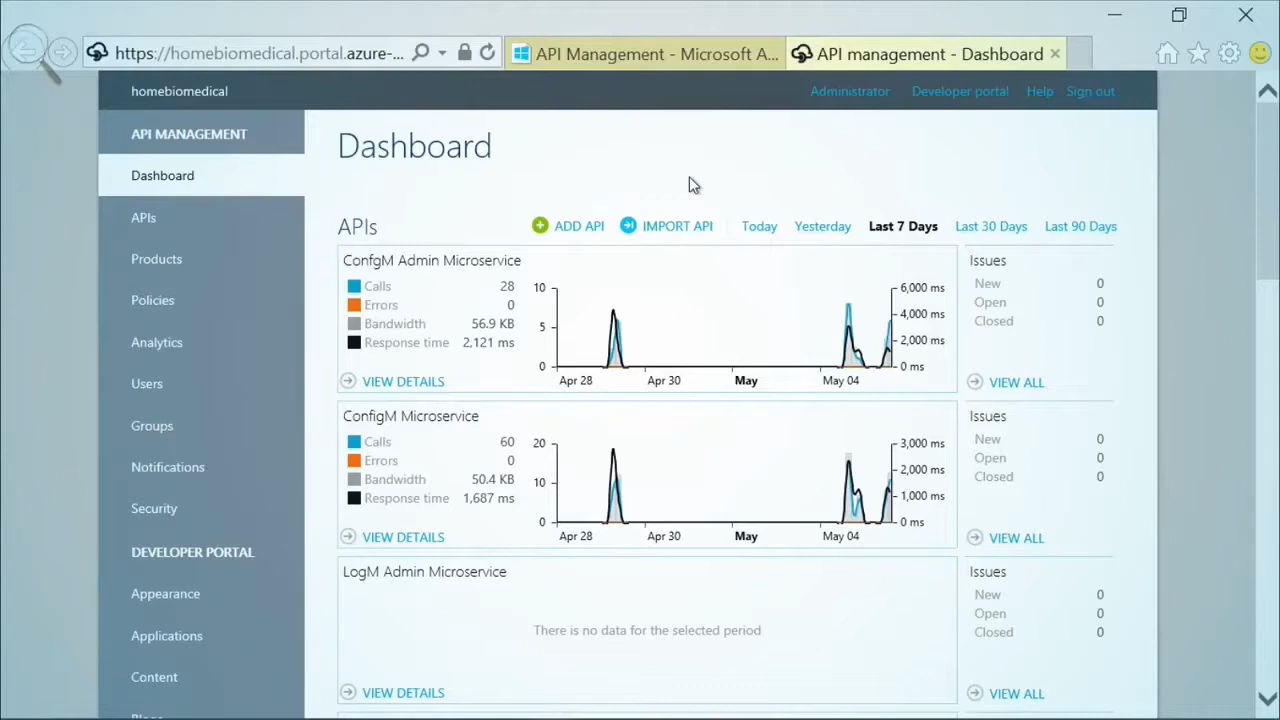 https://homebiomedical.portal.azure-...
API Management - Microsoft A...
API management - Dashboard
homebiomedical
Administrator
Developer portal
Help
Sign out
API MANAGEMENT
Dashboard
APIs
Products
Policies
Analytics
Users
Groups
Notifications
Security
DEVELOPER PORTAL
Appearance
Applications
Content
Dashboard
APIs
ADD API
IMPORT API
Today
Yesterday
Last 7 Days
Last 30 Days
Last 90 Days
ConfgM Admin Microservice
Calls 28
Errors 0
Bandwidth 56.9 KB
Response time 2,121 ms
10
5
0
6,000 ms
4,000 ms
2,000 ms
0 ms
Apr 28
Apr 30
May
May 04
VIEW DETAILS
Issues
New 0
Open 0
Closed 0
VIEW ALL
ConfigM Microservice
Calls 60
Errors 0
Bandwidth 50.4 KB
Response time 1,687 ms
20
10
0
3,000 ms
2,000 ms
1,000 ms
0 ms
Apr 28
Apr 30
May
May 04
VIEW DETAILS
Issues
New 0
Open 0
Closed 0
VIEW ALL
LogM Admin Microservice
There is no data for the selected period
VIEW DETAILS
Issues
New 0
Open 0
Closed 0
VIEW ALL